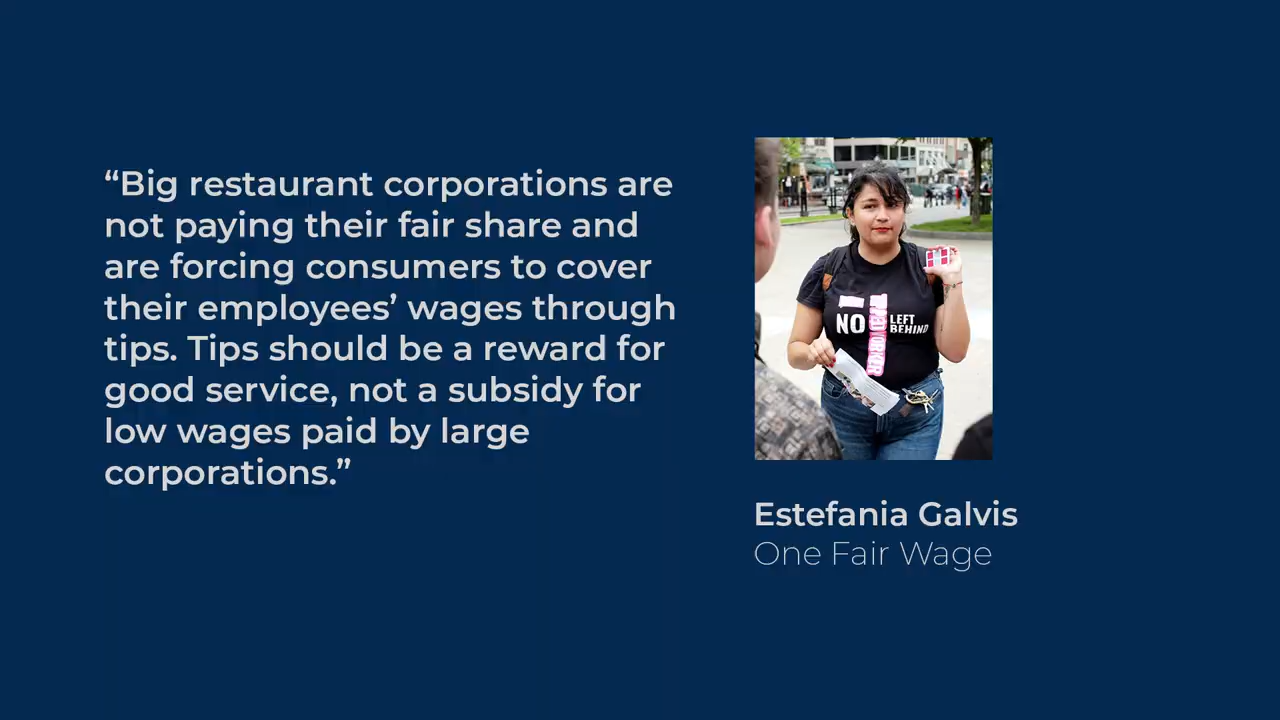 “Big restaurant corporations are
not paying their fair share and
are forcing consumers to cover
their employees’ wages through
tips. Tips should be a reward for
good service, not a subsidy for
low wages paid by large
corporations.”
NO
LEFT
BEHIND
Estefania Galvis
One Fair Wage